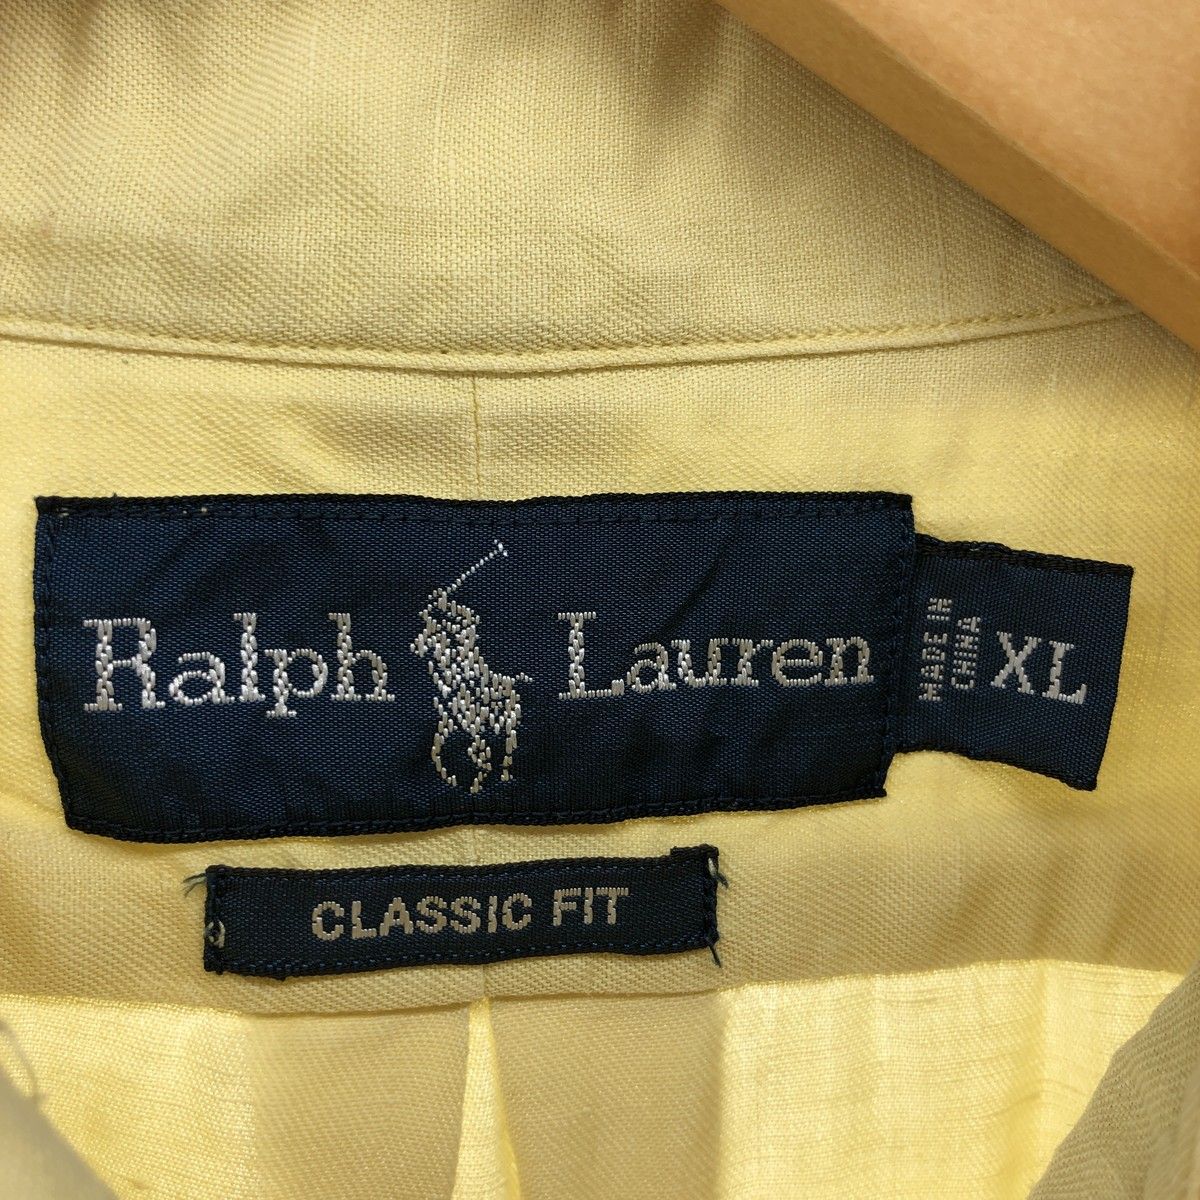 Ralph Lauren
MADE IN
CHINA
XL
CLASSIC FIT